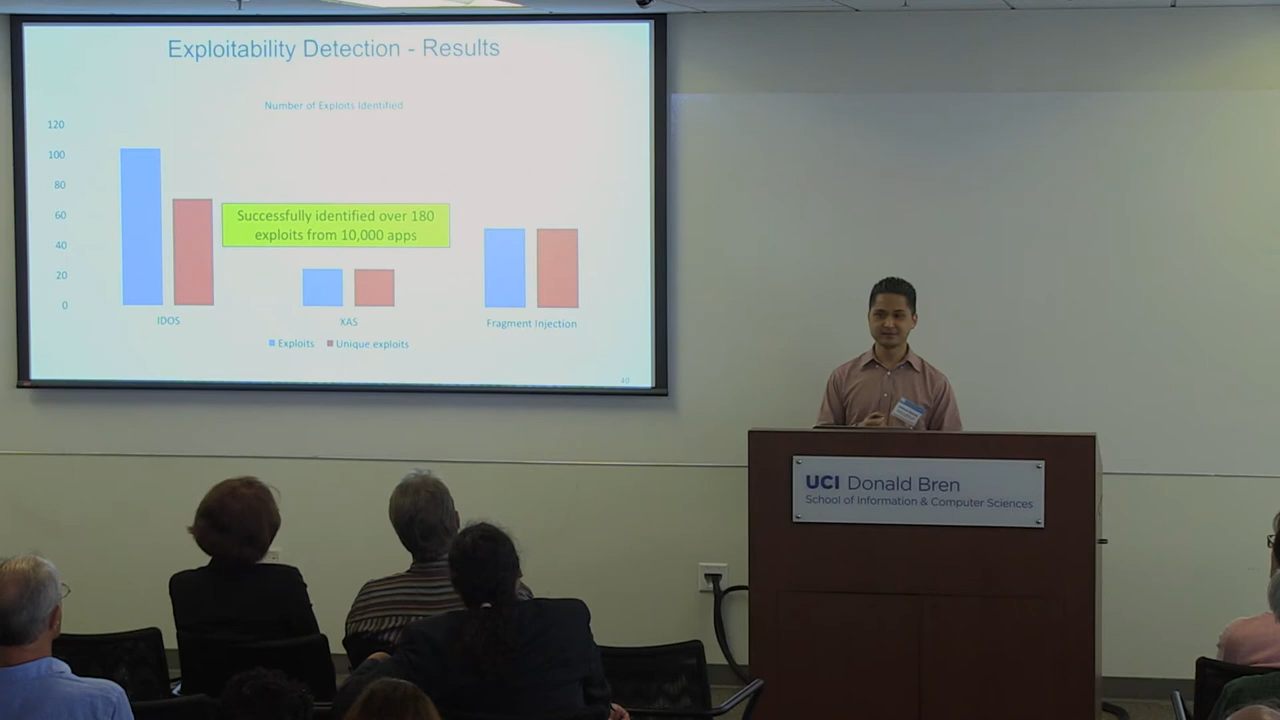 Exploitability Detection - Results
Number of Exploits Identified
120
100
80
60
40
20
0
Successfully identified over 180
exploits from 10,000 apps
IDOS
XAS
Fragment Injection
Exploits
Unique exploits
40
UCI Donald Bren
School of Information & Computer Sciences